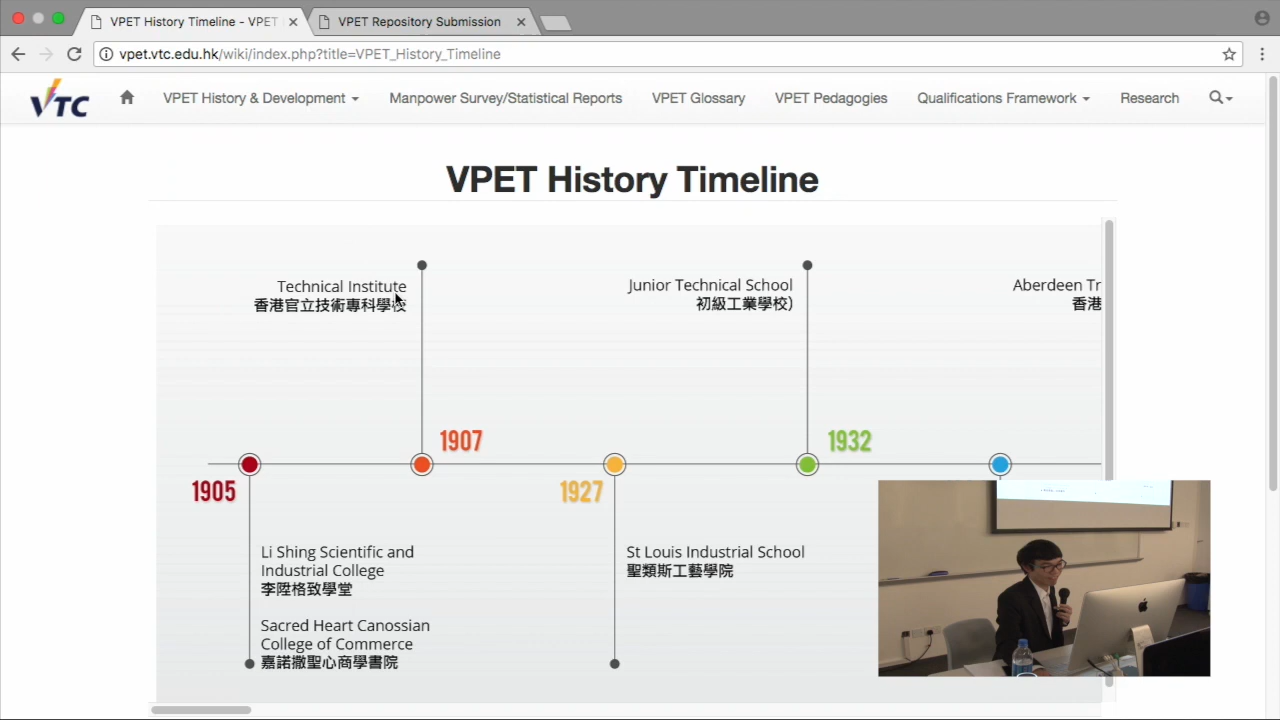 VPET History Timeline - VPET
VPET Repository Submission
vpet.vtc.edu.hk/wiki/index.php?title=VPET_History_Timeline
VTC
VPET History & Development
Manpower Survey/Statistical Reports
VPET Glossary
VPET Pedagogies
Qualifications Framework
Research
VPET History Timeline
Technical Institute
香港官立技術專科學校
Junior Technical School
初級工業學校)
Aberdeen Tr
香港
1907
1932
1905
1927
Li Shing Scientific and
Industrial College
李陞格致學堂
St Louis Industrial School
聖類斯工藝學院
Sacred Heart Canossian
College of Commerce
嘉諾撒聖心商學書院